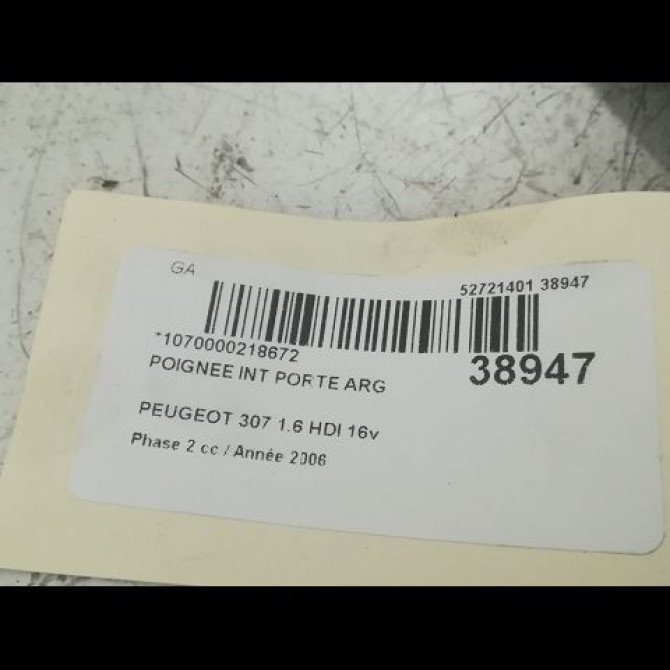 GA
52721401 38947
*1070000218672
38947
POIGNEE INT PORTE ARG
PEUGEOT 307 1.6 HDI 16v
Phase 2 cc / Année 2006